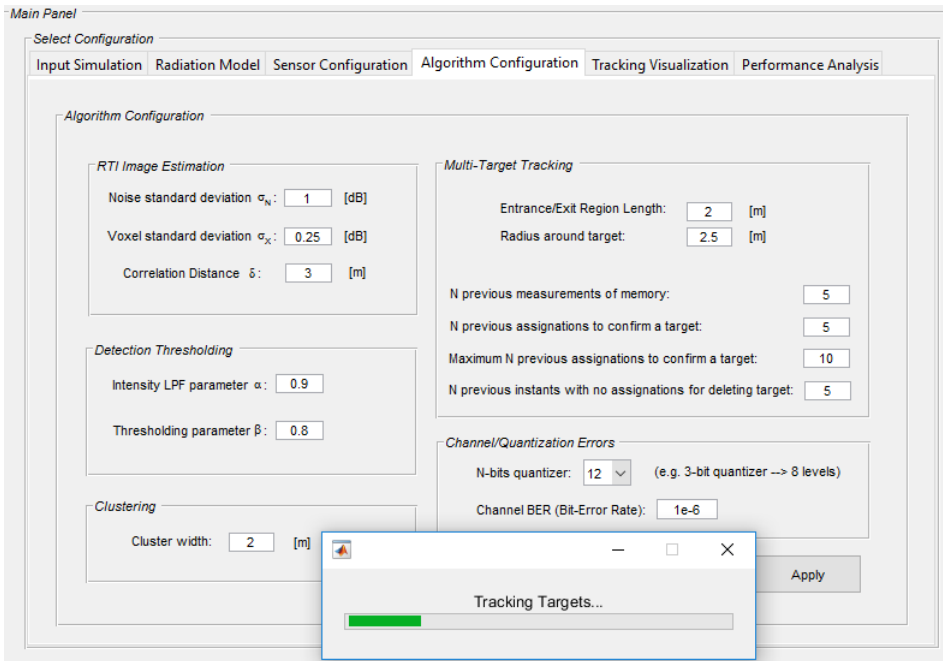 Main Panel
Select Configuration
Input Simulation Radiation Model Sensor Configuration Algorithm Configuration Tracking Visualization Performance Analysis
Algorithm Configuration
RTI Image Estimation
Noise standard deviation σN: 1 [dB]
Voxel standard deviation σX: 0.25 [dB]
Correlation Distance δ: 3 [m]
Detection Thresholding
Intensity LPF parameter α: 0.9
Thresholding parameter β: 0.8
Clustering
Cluster width: 2 [m]
Multi-Target Tracking
Entrance/Exit Region Length: 2 [m]
Radius around target: 2.5 [m]
N previous measurements of memory: 5
N previous assignations to confirm a target: 5
Maximum N previous assignations to confirm a target: 10
N previous instants with no assignations for deleting target: 5
Channel/Quantization Errors
N-bits quantizer: 12 (e.g. 3-bit quantizer --> 8 levels)
Channel BER (Bit-Error Rate): 1e-6
Apply
Tracking Targets...